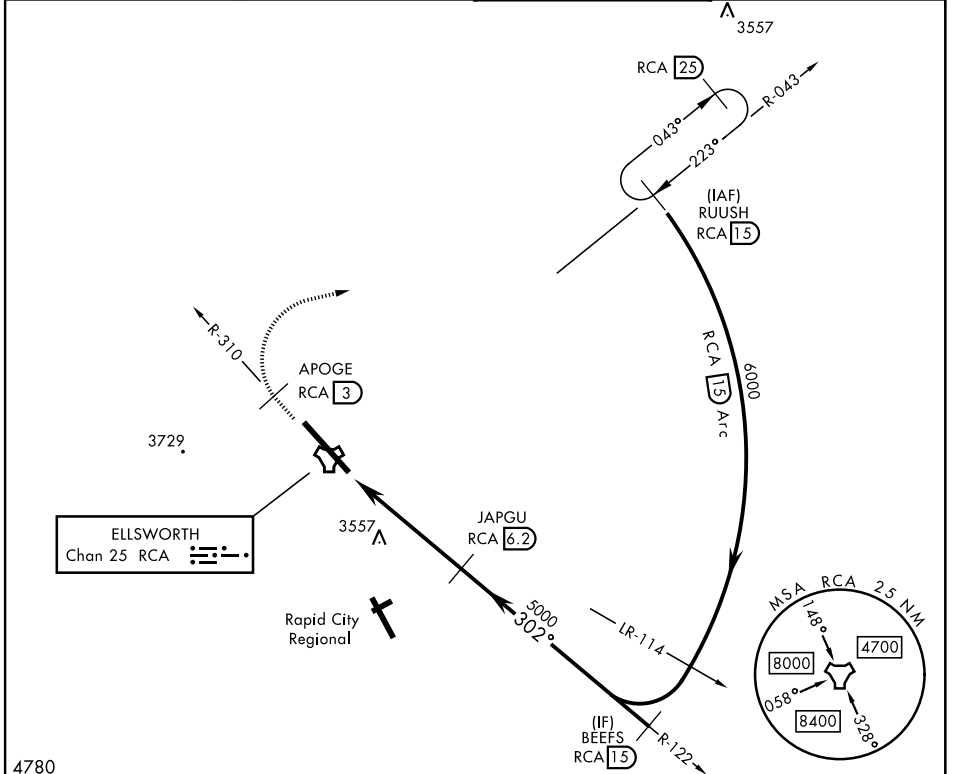 3557
RCA 25
R-043
043°
223°
(IAF)
RUUSH
RCA 15
R-310
APOGE
RCA 3
RCA 15 Arc
6000
3729
ELLSWORTH
Chan 25 RCA
3557
JAPGU
RCA 6.2
5000
302°
Rapid City
Regional
LR-114
MSA RCA 25 NM
148°
4700
8000
058°
8400
328°
(IF)
BEEFS
RCA 15
R-122
4780